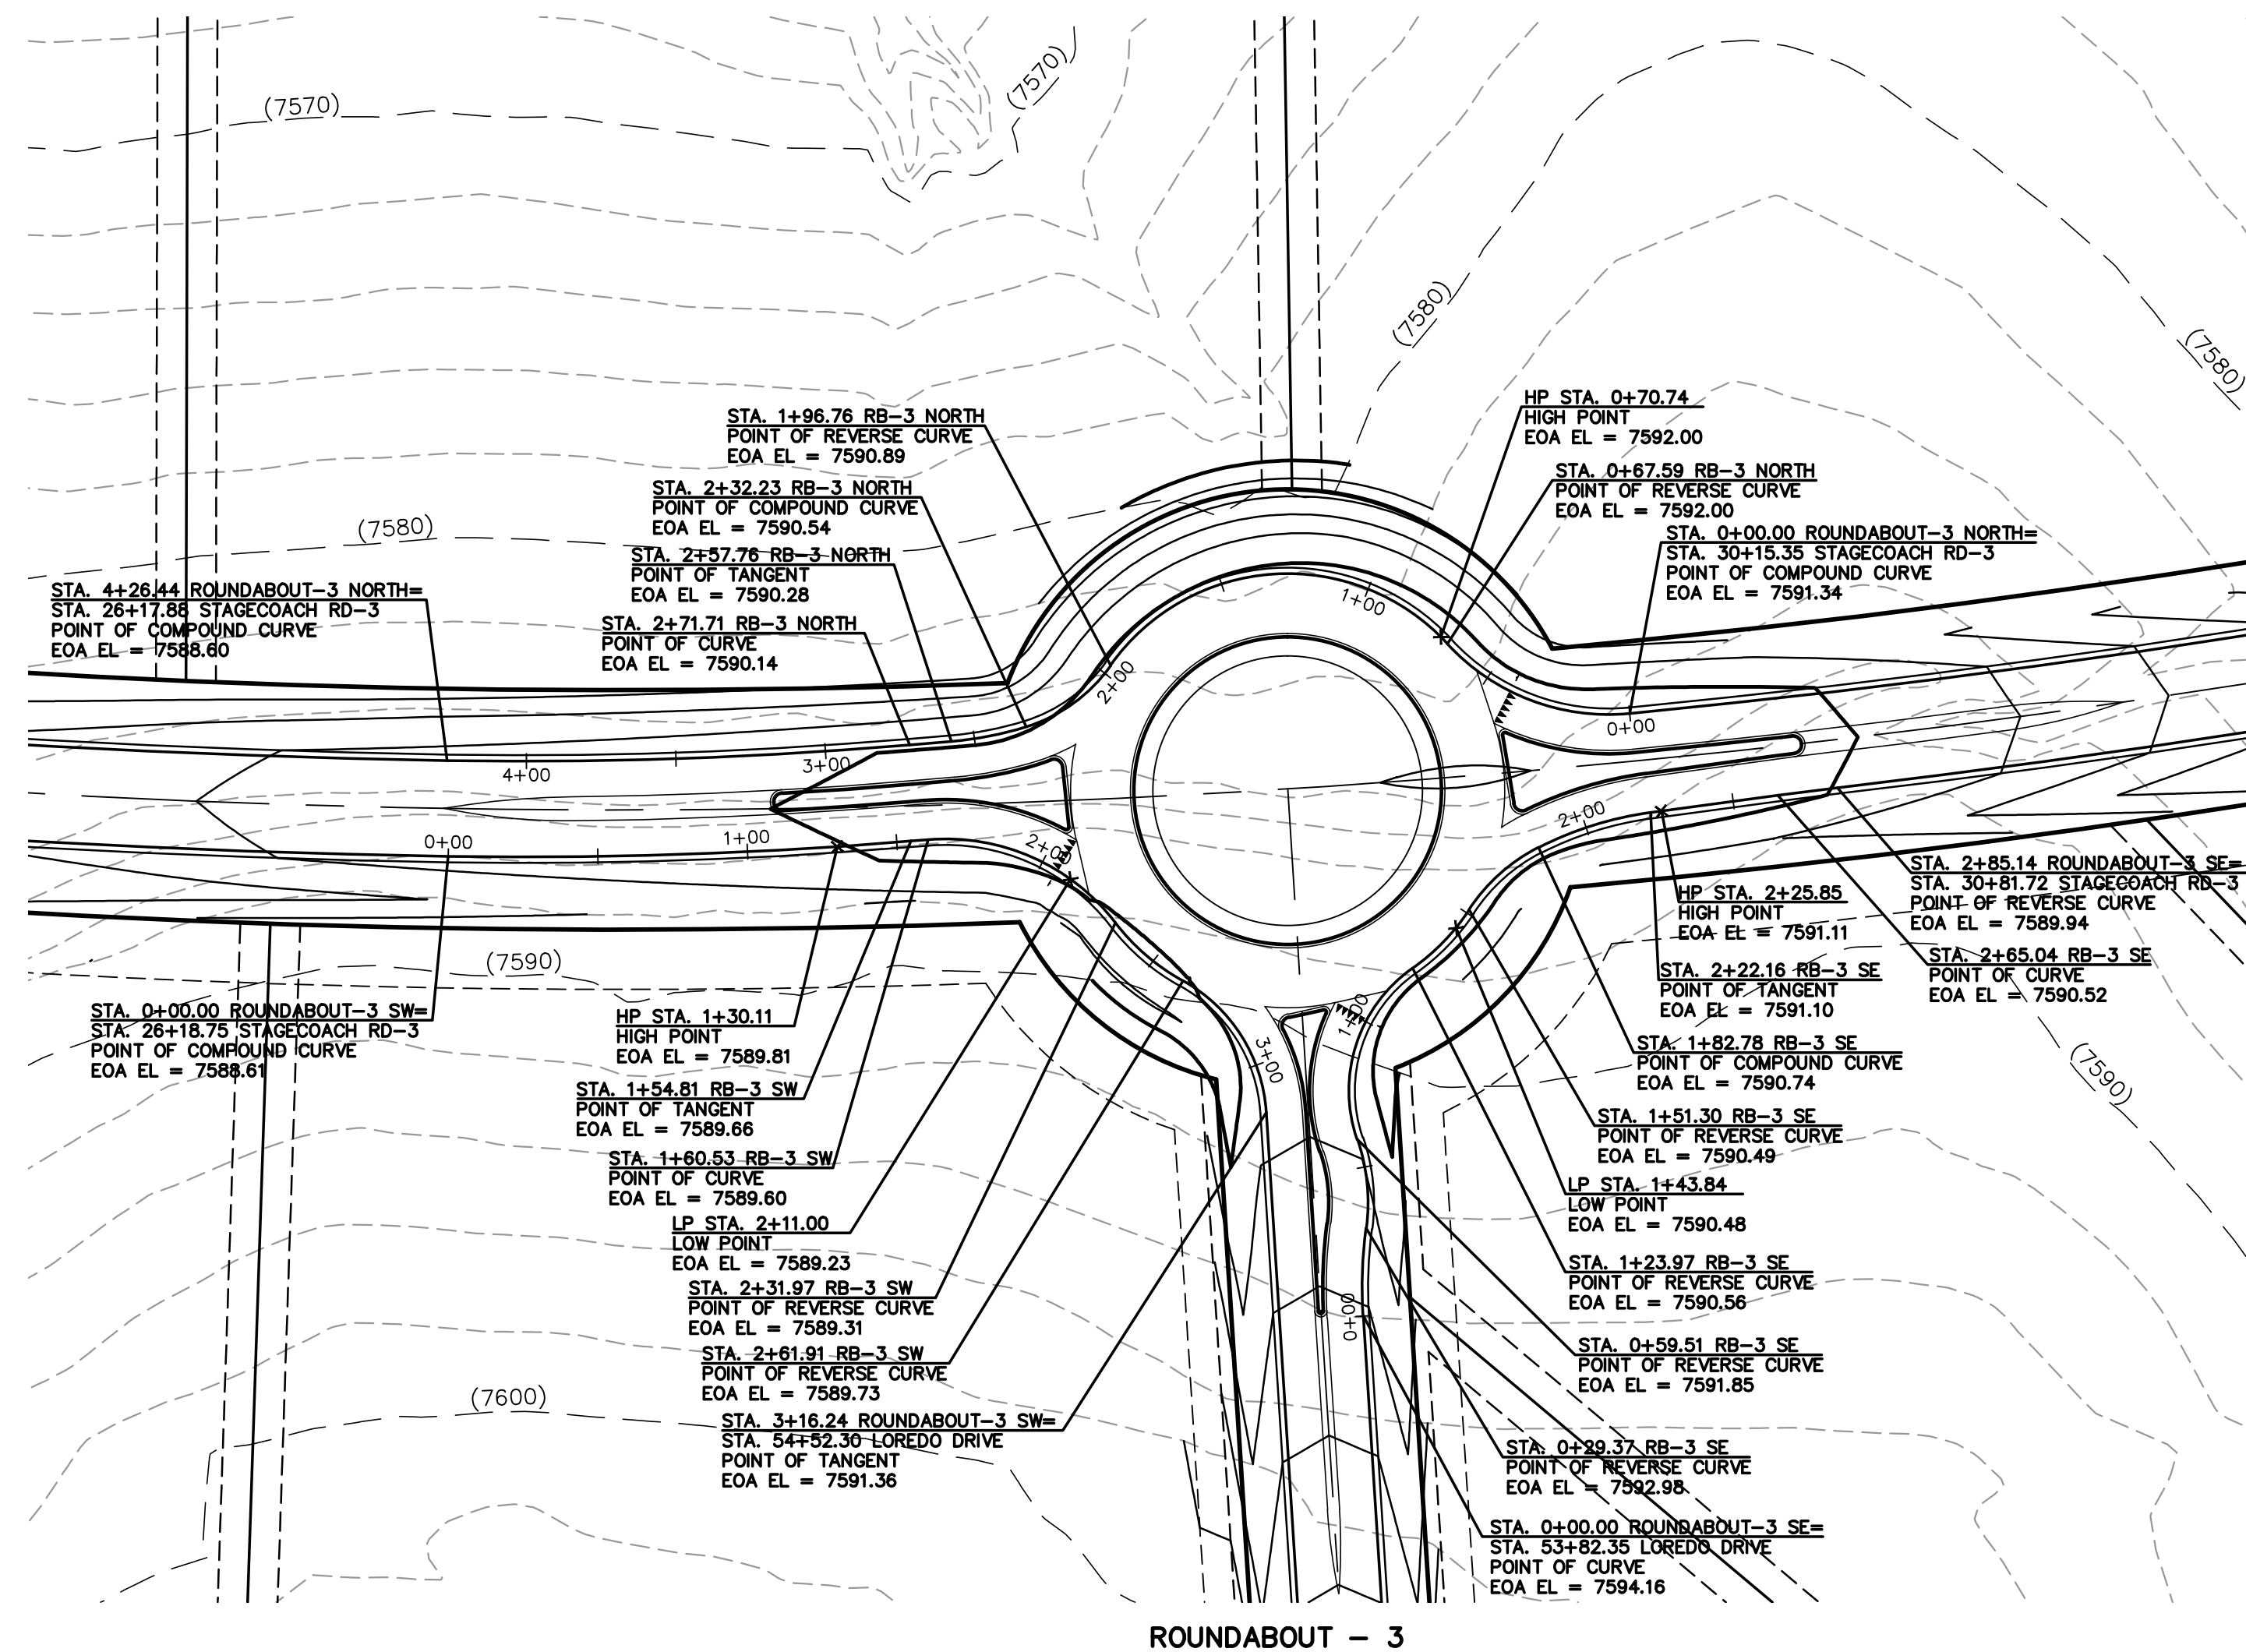 (7570)
(7570)
(7580)
(7580)
STA. 1+96.76 RB-3 NORTH
POINT OF REVERSE CURVE
EOA EL = 7590.89
HP STA. 0+70.74
HIGH POINT
EOA EL = 7592.00
STA. 2+32.23 RB-3 NORTH
POINT OF COMPOUND CURVE
EOA EL = 7590.54
STA. 0+67.59 RB-3 NORTH
POINT OF REVERSE CURVE
EOA EL = 7592.00
(7580)
STA. 2+57.76 RB-3 NORTH
POINT OF TANGENT
EOA EL = 7590.28
STA. 0+00.00 ROUNDABOUT-3 NORTH=
STA. 30+15.35 STAGECOACH RD-3
POINT OF COMPOUND CURVE
EOA EL = 7591.34
STA. 4+26.44 ROUNDABOUT-3 NORTH=
STA. 26+17.88 STAGECOACH RD-3
POINT OF COMPOUND CURVE
EOA EL = 7588.60
STA. 2+71.71 RB-3 NORTH
POINT OF CURVE
EOA EL = 7590.14
1+00
2+00
0+00
4+00
3+00
0+00
1+00
2+00
2+00
STA. 2+85.14 ROUNDABOUT-3 SE=
STA. 30+81.72 STAGECOACH RD-3
POINT OF REVERSE CURVE
EOA EL = 7589.94
HP STA. 2+25.85
HIGH POINT
EOA EL = 7591.11
STA. 2+65.04 RB-3 SE
POINT OF CURVE
EOA EL = 7590.52
(7590)
STA. 2+22.16 RB-3 SE
POINT OF TANGENT
EOA EL = 7591.10
STA. 0+00.00 ROUNDABOUT-3 SW=
STA. 26+18.75 STAGECOACH RD-3
POINT OF COMPOUND CURVE
EOA EL = 7588.61
HP STA. 1+30.11
HIGH POINT
EOA EL = 7589.81
3+00
1+00
STA. 1+82.78 RB-3 SE
POINT OF COMPOUND CURVE
EOA EL = 7590.74
(7590)
STA. 1+54.81 RB-3 SW
POINT OF TANGENT
EOA EL = 7589.66
STA. 1+51.30 RB-3 SE
POINT OF REVERSE CURVE
EOA EL = 7590.49
STA. 1+60.53 RB-3 SW
POINT OF CURVE
EOA EL = 7589.60
LP STA. 1+43.84
LOW POINT
EOA EL = 7590.48
LP STA. 2+11.00
LOW POINT
EOA EL = 7589.23
STA. 1+23.97 RB-3 SE
POINT OF REVERSE CURVE
EOA EL = 7590.56
STA. 2+31.97 RB-3 SW
POINT OF REVERSE CURVE
EOA EL = 7589.31
0+00
STA. 0+59.51 RB-3 SE
POINT OF REVERSE CURVE
EOA EL = 7591.85
STA. 2+61.91 RB-3 SW
POINT OF REVERSE CURVE
EOA EL = 7589.73
(7600)
STA. 3+16.24 ROUNDABOUT-3 SW=
STA. 54+52.30 LOREDO DRIVE
POINT OF TANGENT
EOA EL = 7591.36
STA. 0+29.37 RB-3 SE
POINT OF REVERSE CURVE
EOA EL = 7592.98
STA. 0+00.00 ROUNDABOUT-3 SE=
STA. 53+82.35 LOREDO DRIVE
POINT OF CURVE
EOA EL = 7594.16
ROUNDABOUT - 3